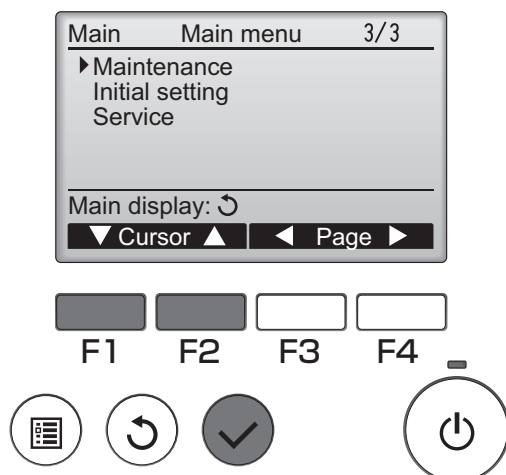 Main Main menu 3/3
Maintenance
Initial setting
Service
Main display:
Cursor Page
F1 F2 F3 F4